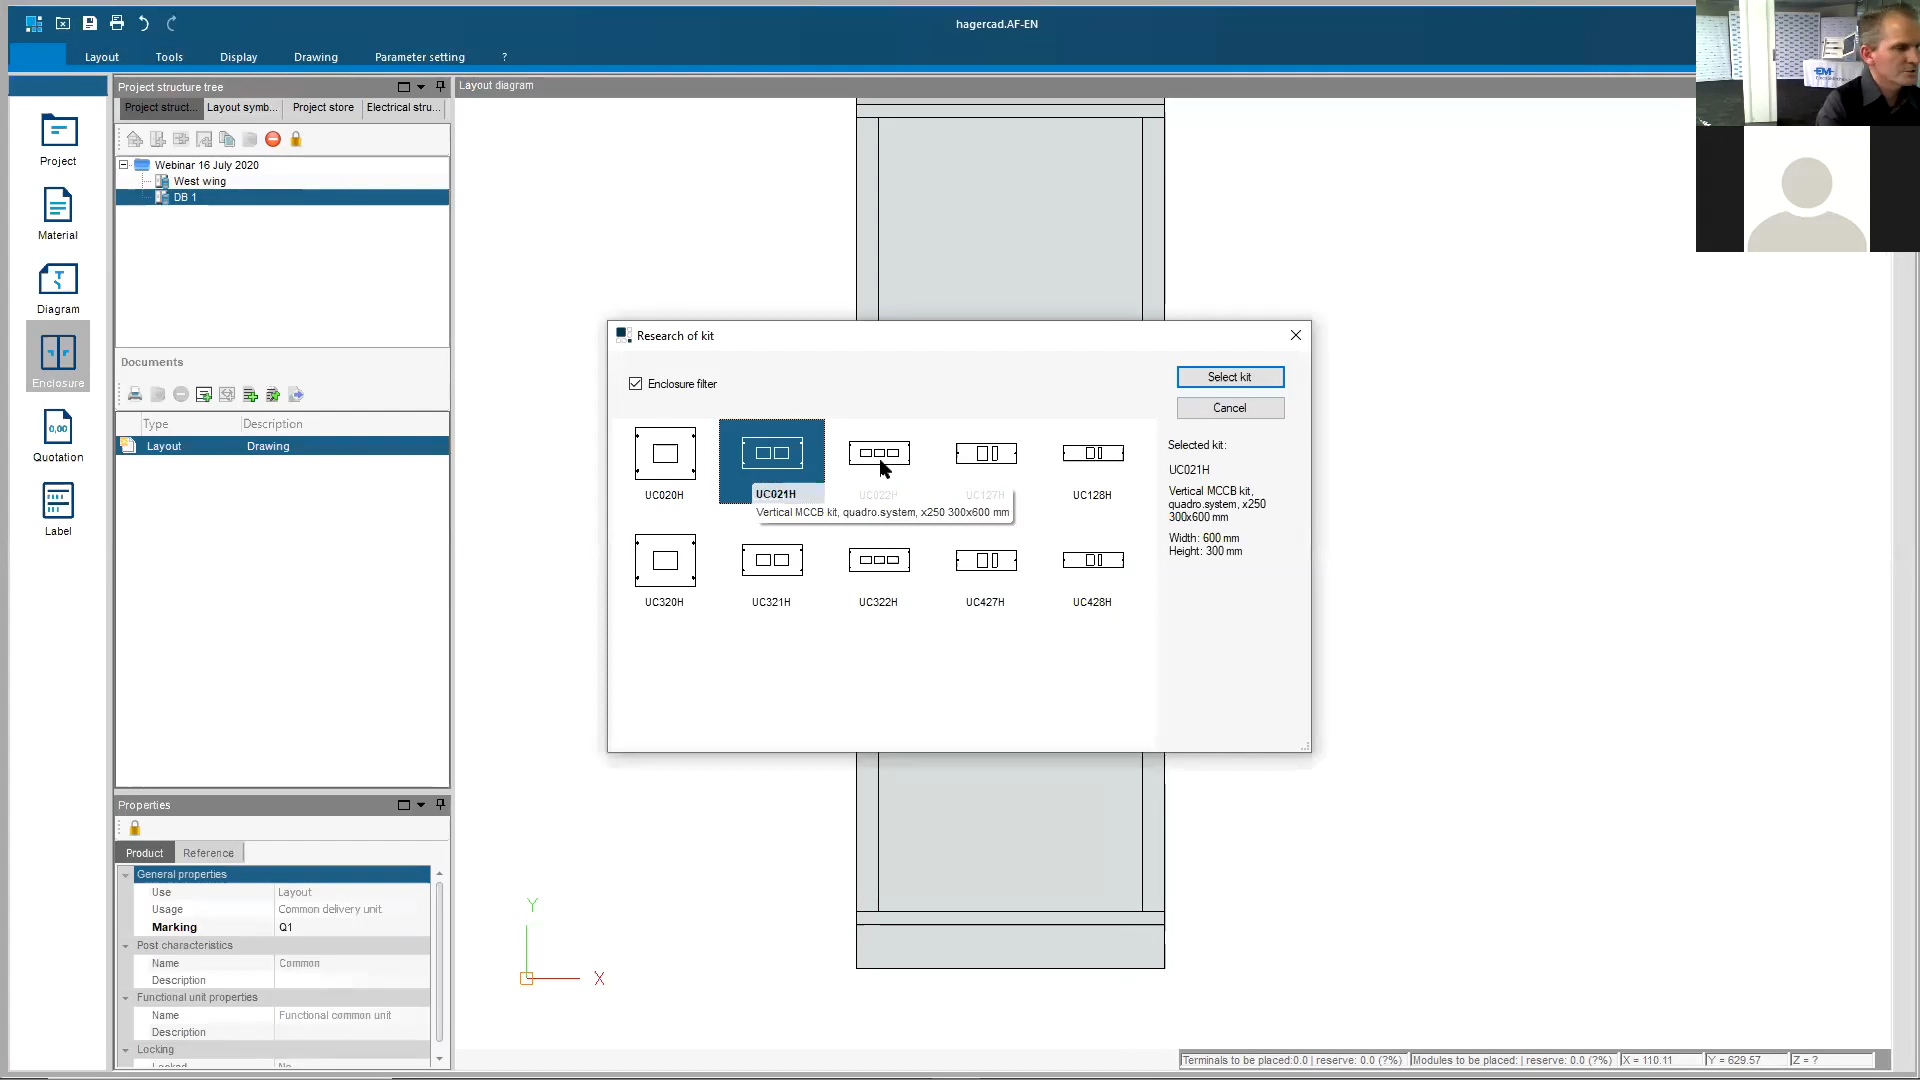 hagercad.AF-EN
Layout
Tools
Display
Drawing
Parameter setting
?
Project
Material
Diagram
Enclosure
0,00
Quotation
Label
Project structure tree
Project struct...
Layout symb...
Project store
Electrical stru...
Webinar 16 July 2020
West wing
DB 1
Documents
Type
Description
Layout
Drawing
Properties
Product
Reference
General properties
Use
Layout
Usage
Common delivery unit
Marking
Q1
Post characteristics
Name
Common
Description
Functional unit properties
Name
Functional common unit
Description
Locking
Locked
No
Layout diagram
Research of kit
Enclosure filter
Select kit
Cancel
UC020H
UC021H
UC022H
UC127H
UC128H
Vertical MCCB kit, quadro.system, x250 300x600 mm
UC320H
UC321H
UC322H
UC427H
UC428H
Selected kit:
UC021H
Vertical MCCB kit,
quadro.system, x250
300x600 mm
Width: 600 mm
Height: 300 mm
Y
X
Terminals to be placed:0.0 | reserve: 0.0 (?%)
Modules to be placed: | reserve: 0.0 (?%)
X = 110.11
Y = 629.57
Z = ?